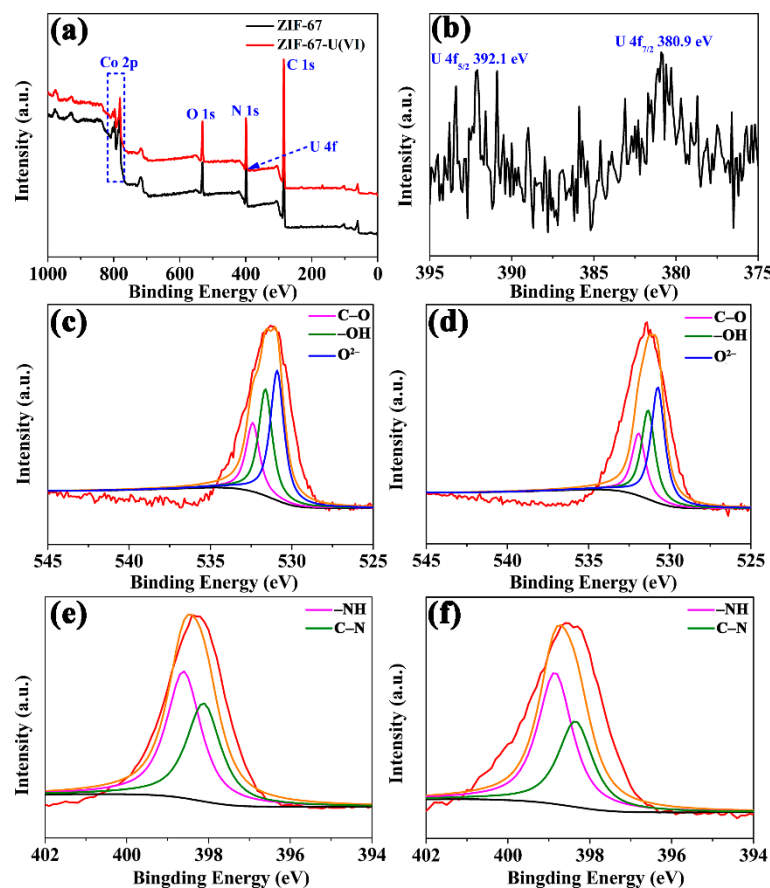 (a)
ZIF-67
ZIF-67-U(VI)
Co 2p
C 1s
O 1s
N 1s
U 4f
Intensity (a.u.)
1000 800 600 400 200 0
Binding Energy (eV)
(b)
U 4f5/2 392.1 eV
U 4f7/2 380.9 eV
Intensity (a.u.)
395 390 385 380 375
Binding Energy (eV)
(c)
C–O
–OH
O²⁻
Intensity (a.u.)
545 540 535 530 525
Binding Energy (eV)
(d)
C–O
–OH
O²⁻
Intensity (a.u.)
545 540 535 530 525
Binding Energy (eV)
(e)
–NH
C–N
Intensity (a.u.)
402 400 398 396 394
Bingding Energy (eV)
(f)
–NH
C–N
Intensity (a.u.)
402 400 398 396 394
Bingding Energy (eV)